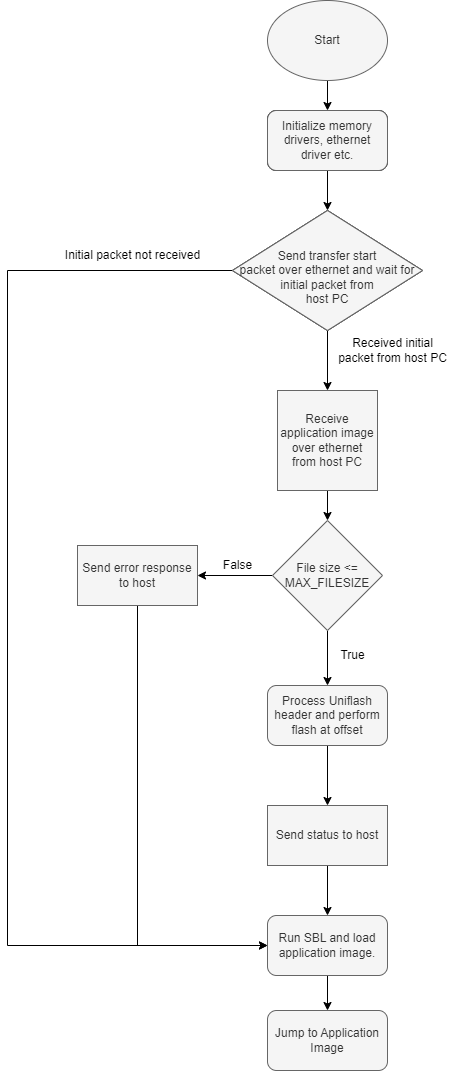 Start
Initialize memory
drivers, ethernet
driver etc.
Initial packet not received
Send transfer start
packet over ethernet and wait for
initial packet from
host PC
Received initial
packet from host PC
Receive
application image
over ethernet
from host PC
Send error response
to host
False
File size <=
MAX_FILESIZE
True
Process Uniflash
header and perform
flash at offset
Send status to host
Run SBL and load
application image.
Jump to Application
Image